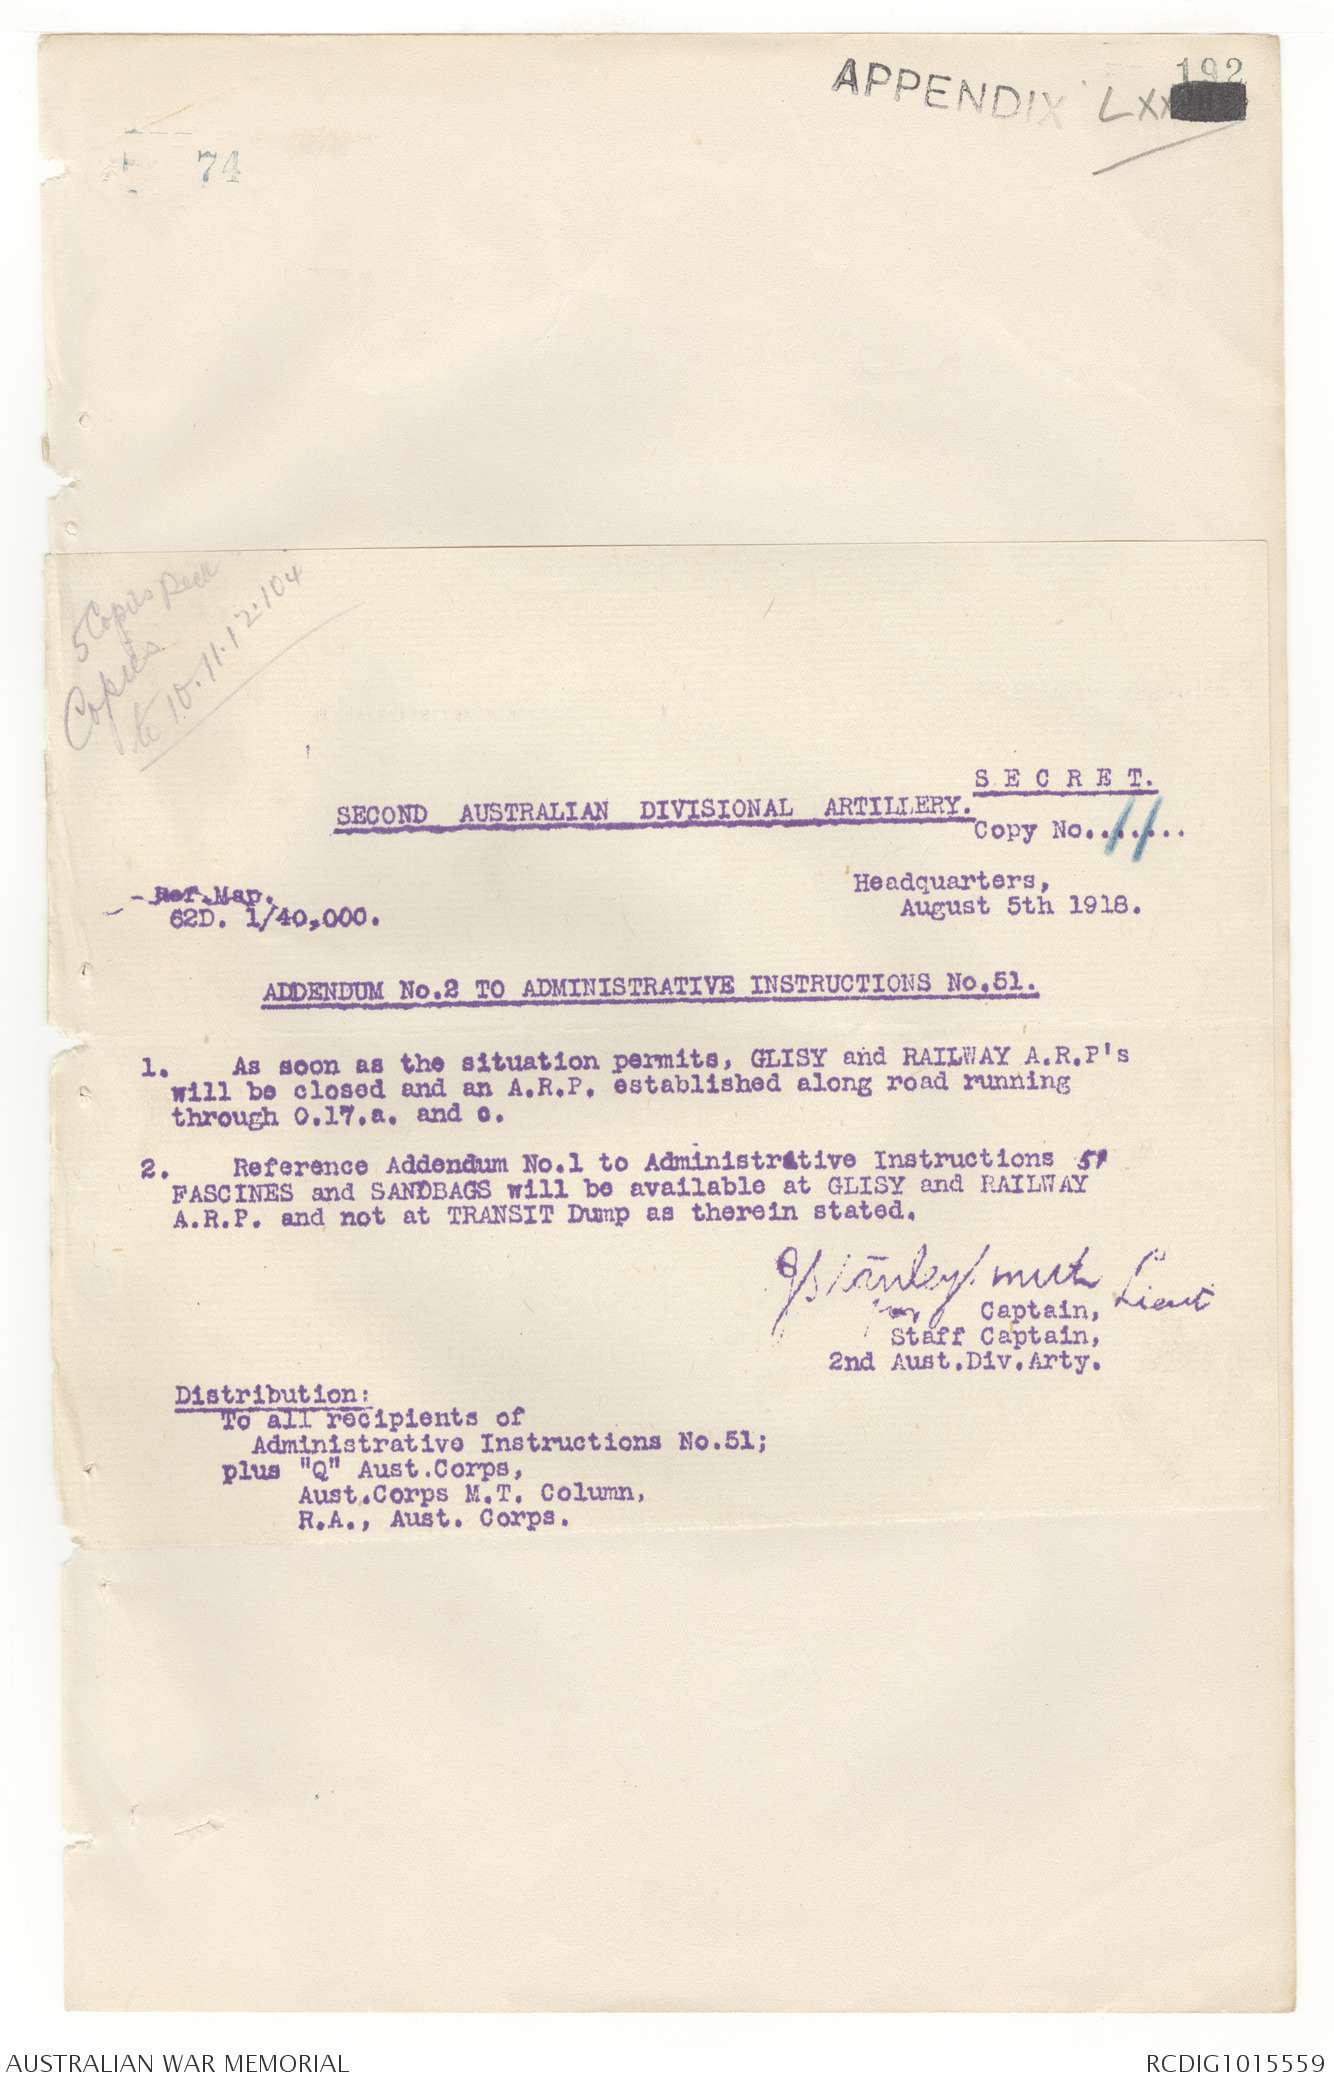 192
APPENDIX LXX
74
5 Copies Recd
Copies
to 10.11.12.104
S E C R E T.
SECOND AUSTRALIAN DIVISIONAL ARTILLERY.
Copy No. 11
Headquarters,
August 5th 1918.
Ref.Map.
62D. 1/40,000.
ADDENDUM No.2 TO ADMINISTRATIVE INSTRUCTIONS No.51.
1. As soon as the situation permits, GLISY and RAILWAY A.R.P's
will be closed and an A.R.P. established along road running
through O.17.a. and c.
2. Reference Addendum No.1 to Administrative Instructions 51
FASCINES and SANDBAGS will be available at GLISY and RAILWAY
A.R.P. and not at TRANSIT Dump as therein stated.
Lieut
for Captain,
Staff Captain,
2nd Aust.Div.Arty.
Distribution:
To all recipients of
Administrative Instructions No.51;
plus "Q" Aust.Corps,
Aust.Corps M.T. Column,
R.A., Aust. Corps.
AUSTRALIAN WAR MEMORIAL
RCDIG1015559